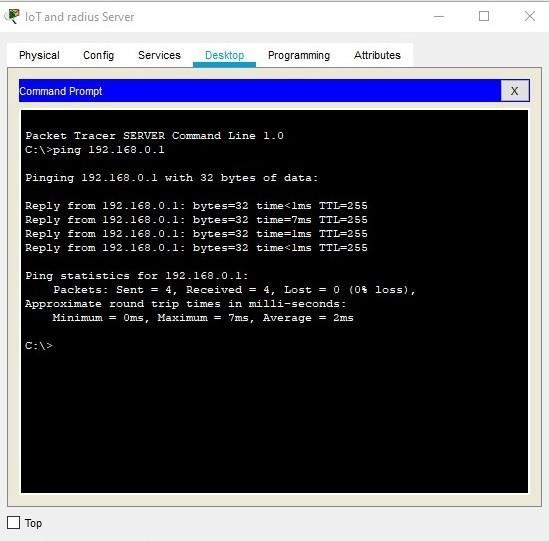 IoT and radius Server
Physical Config Services Desktop Programming Attributes
Command Prompt X
Packet Tracer SERVER Command Line 1.0
C:\>ping 192.168.0.1
Pinging 192.168.0.1 with 32 bytes of data:
Reply from 192.168.0.1: bytes=32 time<1ms TTL=255
Reply from 192.168.0.1: bytes=32 time=7ms TTL=255
Reply from 192.168.0.1: bytes=32 time=1ms TTL=255
Reply from 192.168.0.1: bytes=32 time<1ms TTL=255
Ping statistics for 192.168.0.1:
Packets: Sent = 4, Received = 4, Lost = 0 (0% loss),
Approximate round trip times in milli-seconds:
Minimum = 0ms, Maximum = 7ms, Average = 2ms
C:\>
Top